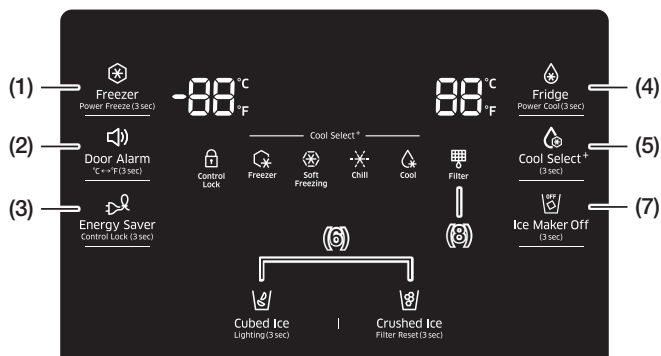 -88 °C
°F
88 °C
°F
(1)
Freezer
Power Freeze (3 sec)
(2)
Door Alarm
°C↔°F (3 sec)
(3)
Energy Saver
Control Lock (3 sec)
Cool Select+
Control
Lock
Freezer
Soft
Freezing
Chill
Cool
Filter
(4)
Fridge
Power Cool (3 sec)
(5)
Cool Select+
(3 sec)
(7)
OFF
Ice Maker Off
(3 sec)
(6)
(8)
Cubed Ice
Lighting (3 sec)
Crushed Ice
Filter Reset (3 sec)